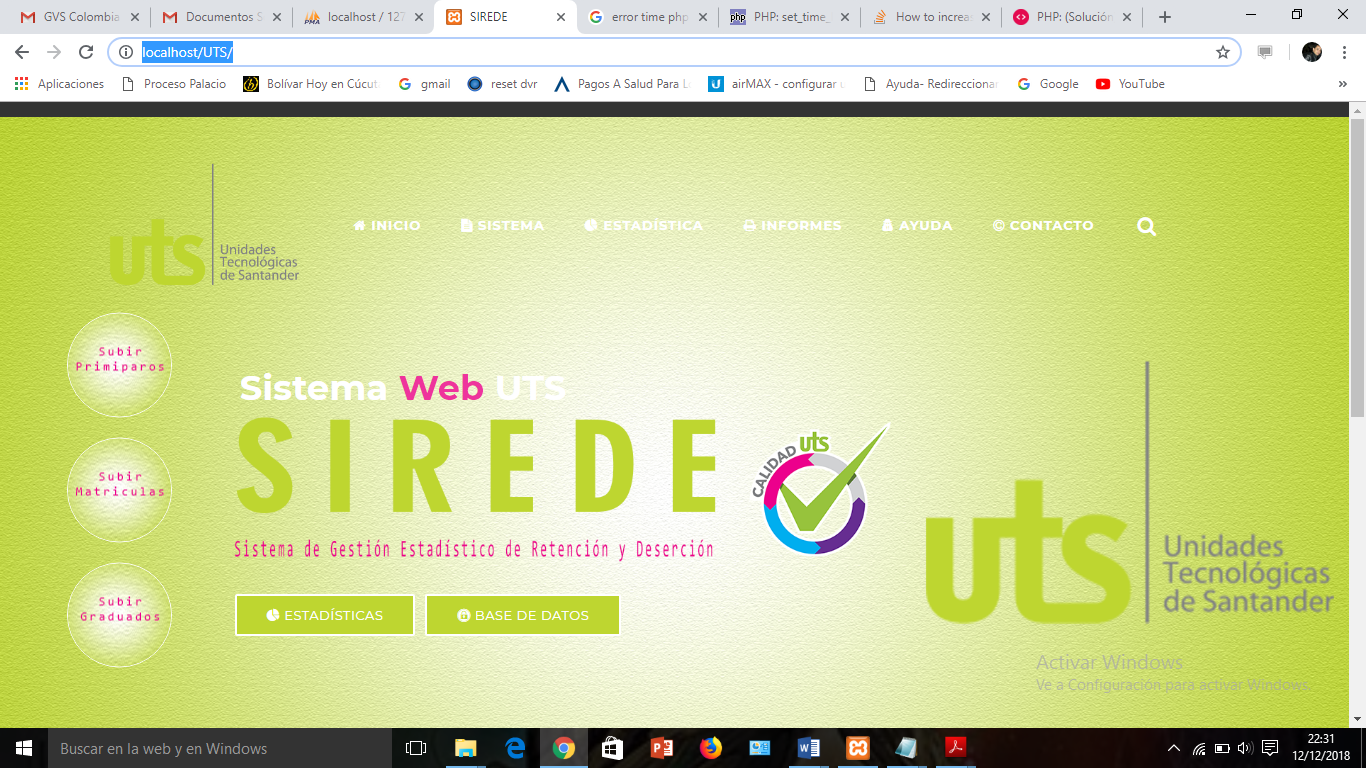 GVS Colombia
Documentos S
localhost / 127
SIREDE
error time php
PHP: set_time_
How to increas
PHP: (Solución
localhost/UTS/
Aplicaciones
Proceso Palacio
Bolívar Hoy en Cúcut
gmail
reset dvr
Pagos A Salud Para Lo
airMAX - configurar u
Ayuda- Redireccionar
Google
YouTube
»
INICIO
SISTEMA
ESTADÍSTICA
INFORMES
AYUDA
CONTACTO
uts
Unidades
Tecnológicas
de Santander
Subir
Primiparos
Sistema Web UTS
SIREDE
Sistema de Gestión Estadístico de Retención y Deserción
CALIDAD uts
Subir
Matriculas
uts
Unidades
Tecnológicas
de Santander
Subir
Graduados
ESTADÍSTICAS
BASE DE DATOS
Activar Windows
Ve a Configuración para activar Windows.
Buscar en la web y en Windows
22:31
12/12/2018